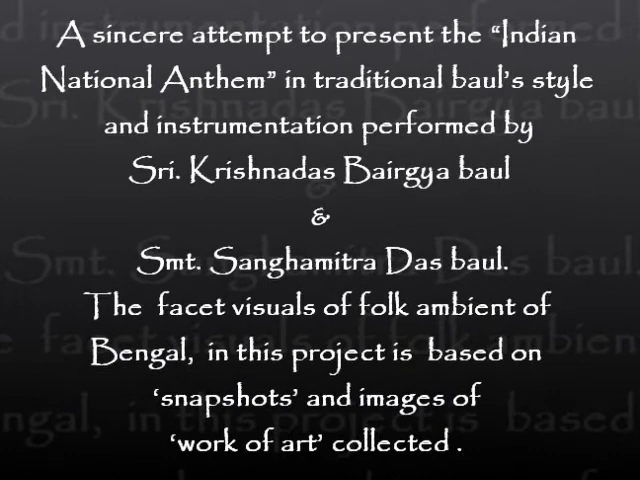 A sincere attempt to present the “Indian
National Anthem” in traditional baul’s style
and instrumentation performed by
Sri. Krishnadas Bairgya baul
&
Smt. Sanghamitra Das baul.
The facet visuals of folk ambient of
Bengal, in this project is based on
‘snapshots’ and images of
‘work of art’ collected .